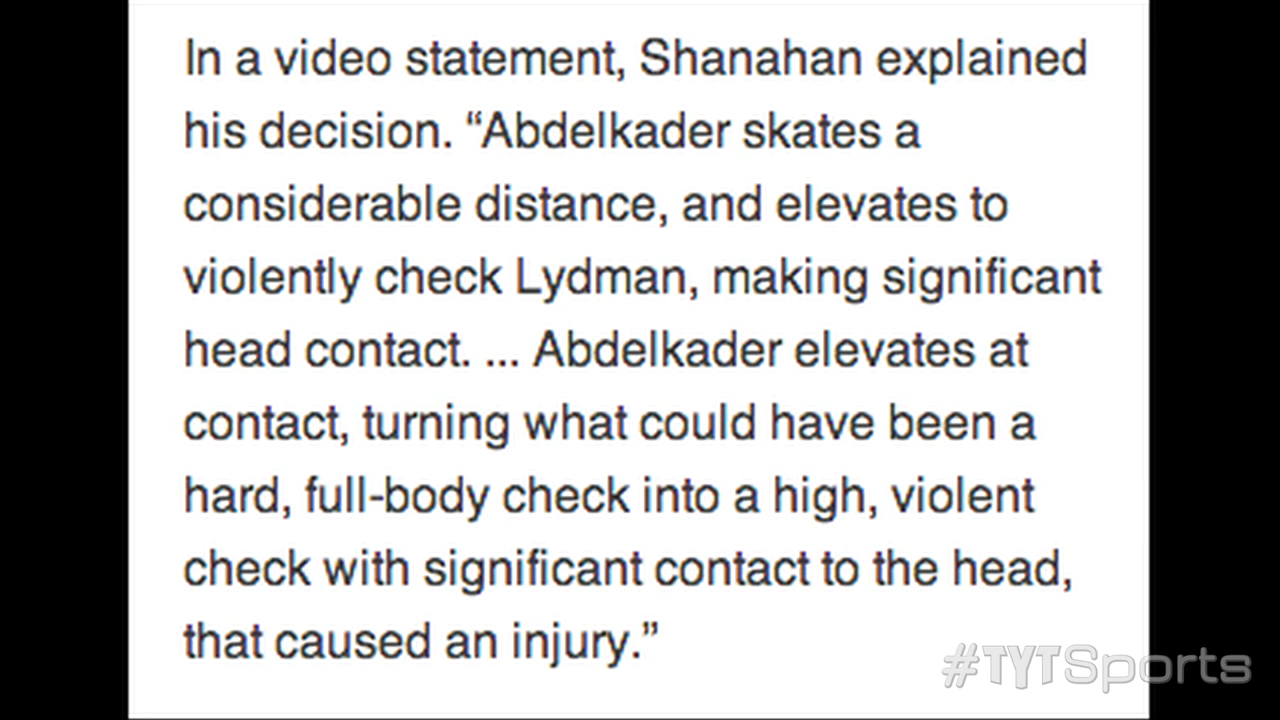 In a video statement, Shanahan explained
his decision. “Abdelkader skates a
considerable distance, and elevates to
violently check Lydman, making significant
head contact. ... Abdelkader elevates at
contact, turning what could have been a
hard, full-body check into a high, violent
check with significant contact to the head,
that caused an injury.”
#TYTSports